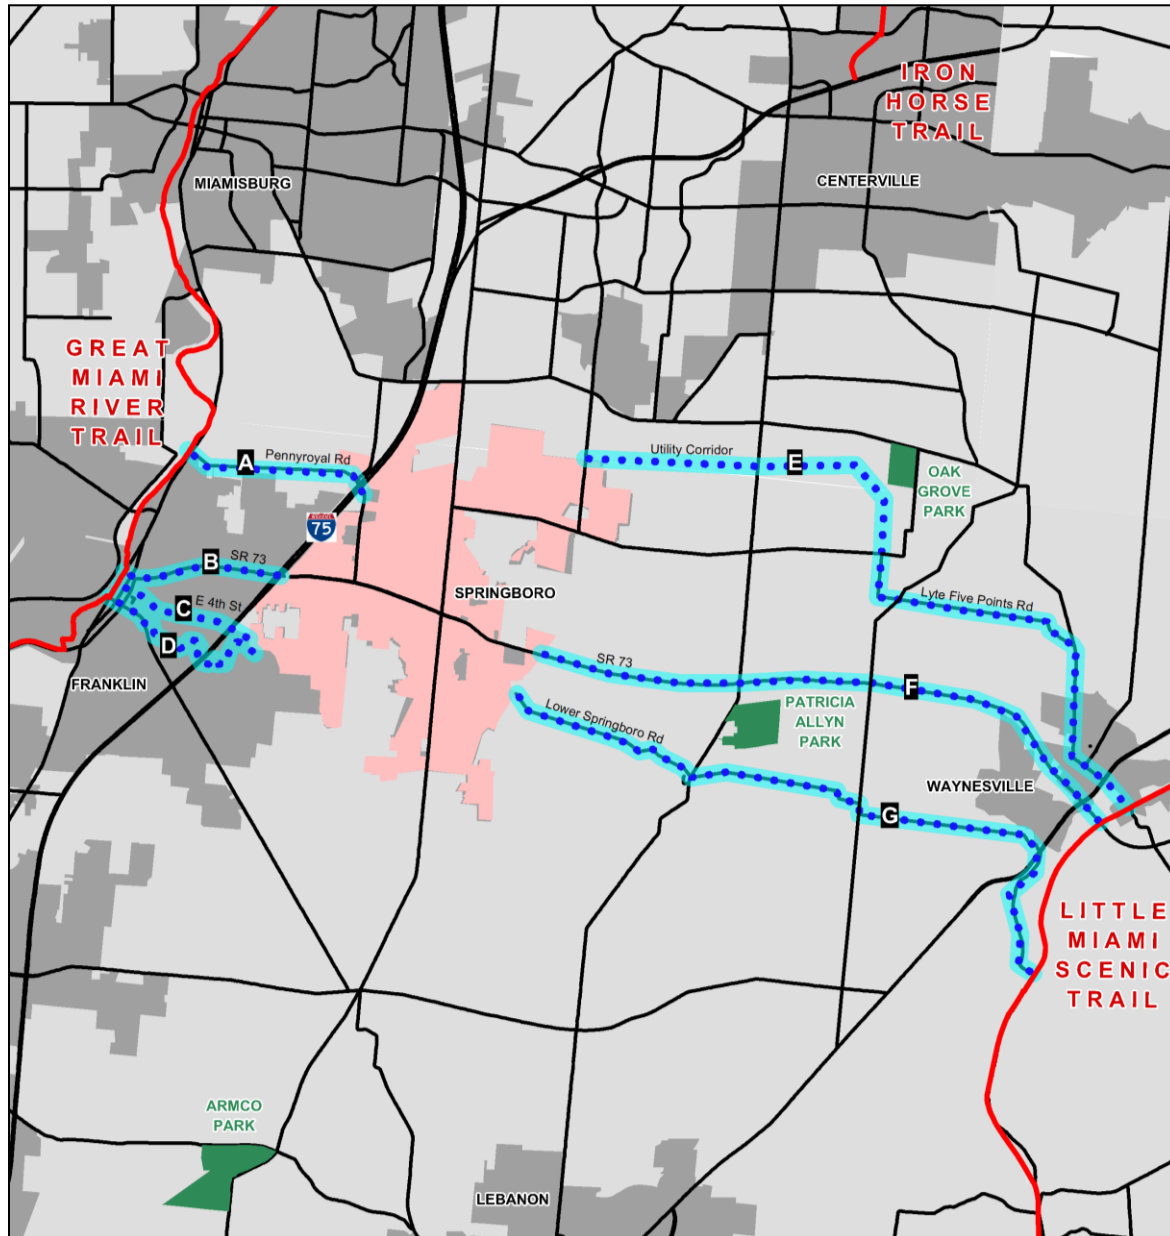 IRON
HORSE
TRAIL
MIAMISBURG
CENTERVILLE
GREAT
MIAMI
RIVER
TRAIL
A
Pennyroyal Rd
Utility Corridor
E
OAK
GROVE
PARK
75
B
SR 73
C
E 4th St
D
SPRINGBORO
Lyte Five Points Rd
FRANKLIN
SR 73
F
Lower Springboro Rd
PATRICIA
ALLYN
PARK
WAYNESVILLE
G
LITTLE
MIAMI
SCENIC
TRAIL
ARMCO
PARK
LEBANON